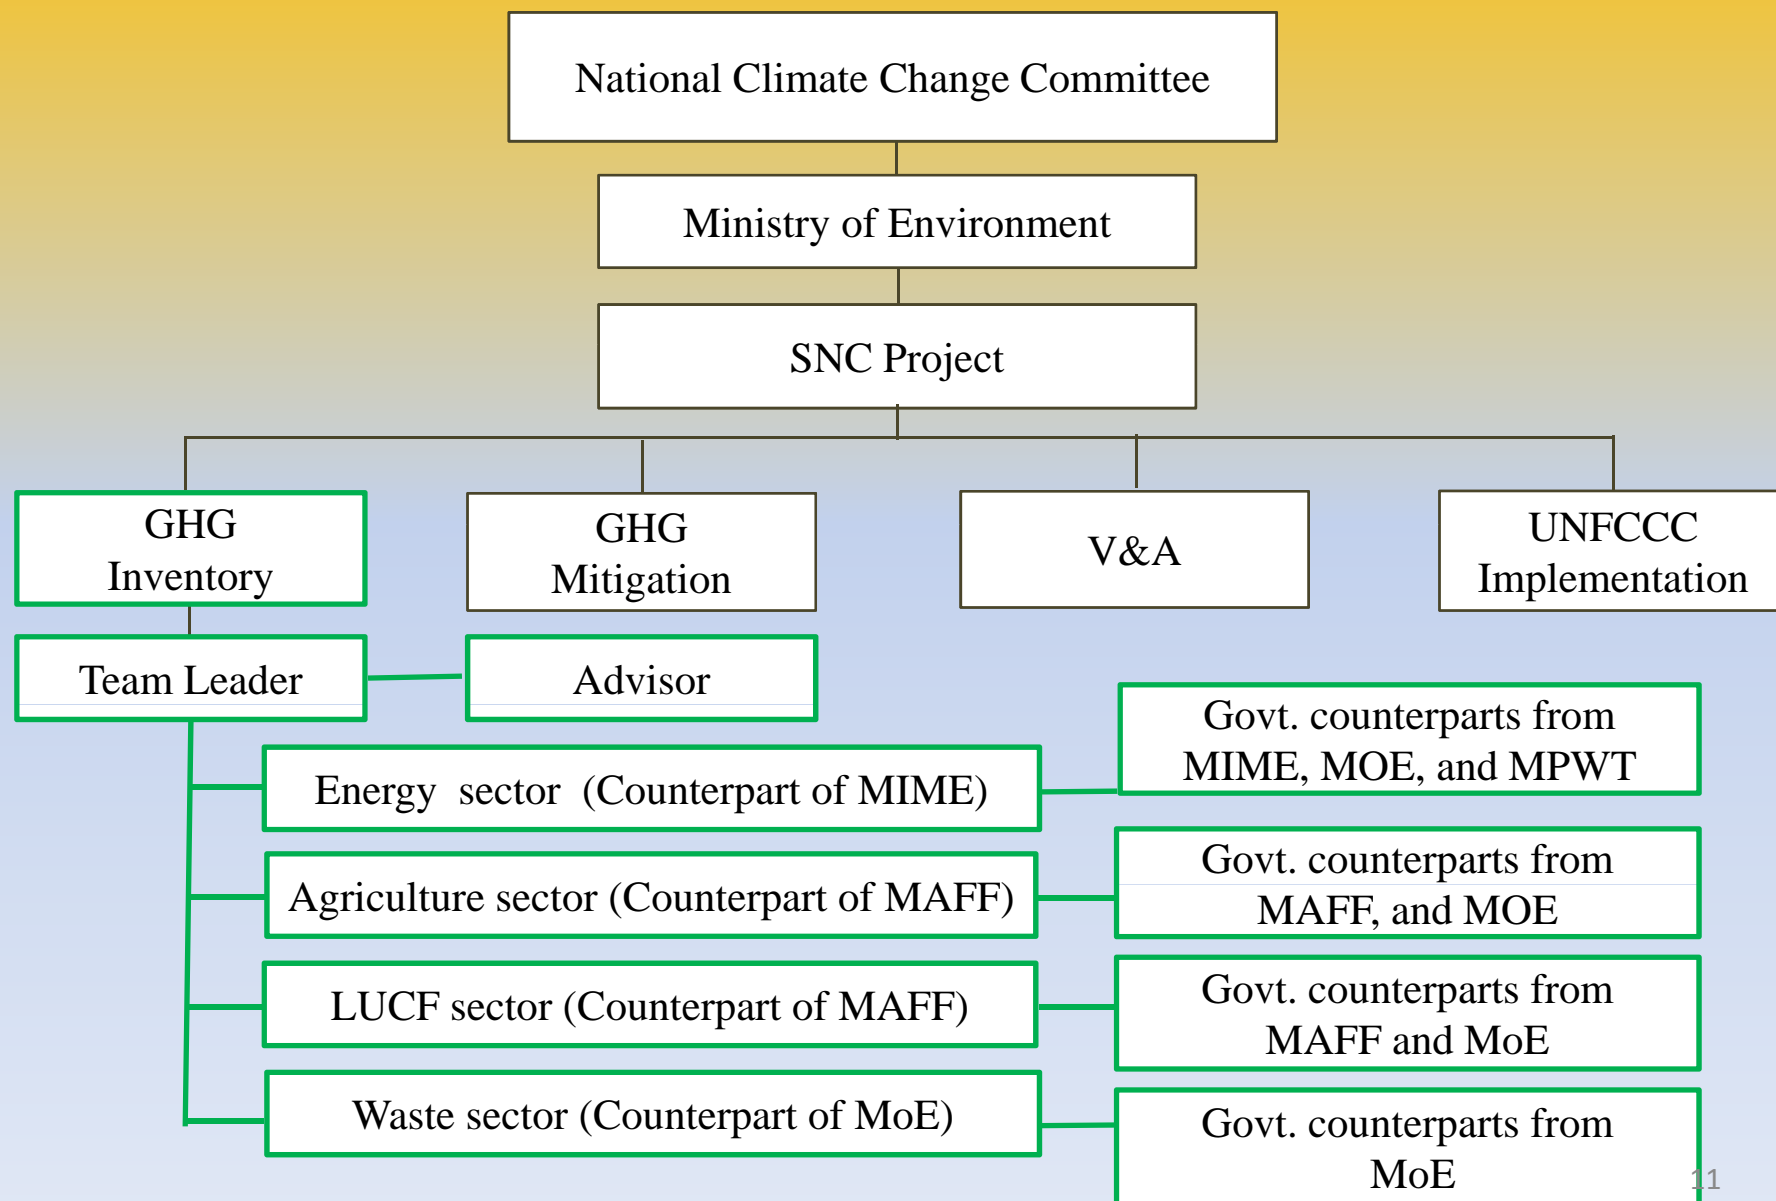 National Climate Change Committee
Ministry of Environment
SNC Project
GHG
Inventory
GHG
Mitigation
V&A
UNFCCC
Implementation
Team Leader
Advisor
Energy sector (Counterpart of MIME)
Govt. counterparts from
MIME, MOE, and MPWT
Agriculture sector (Counterpart of MAFF)
Govt. counterparts from
MAFF, and MOE
LUCF sector (Counterpart of MAFF)
Govt. counterparts from
MAFF and MoE
Waste sector (Counterpart of MoE)
Govt. counterparts from
MoE
11